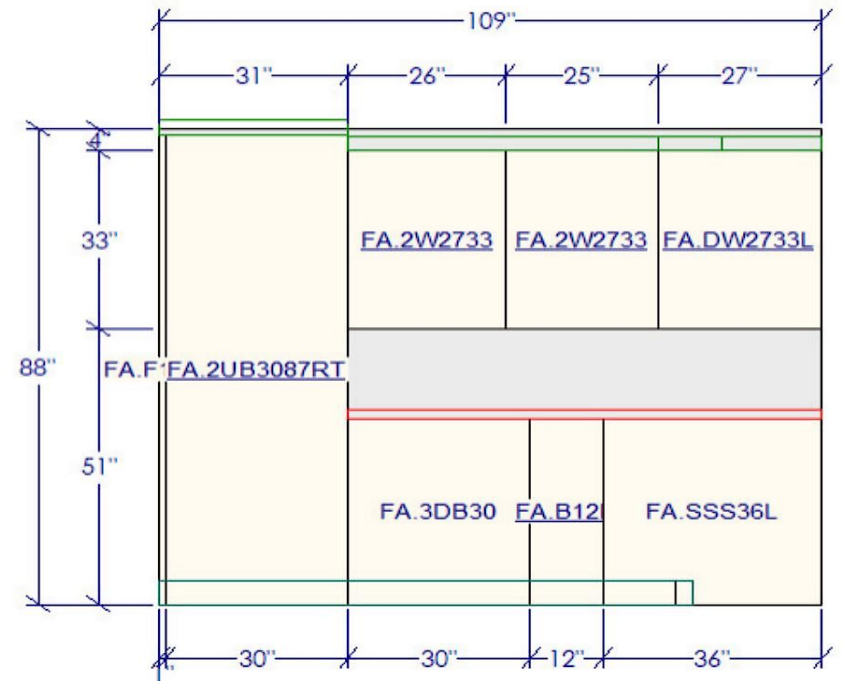 109"
31" 26" 25" 27"
4"
33"
FA.2W2733 FA.2W2733 FA.DW2733L
88"
FA.F FA.2UB3087RT
51"
FA.3DB30 FA.B12 FA.SSS36L
30" 30" 12" 36"